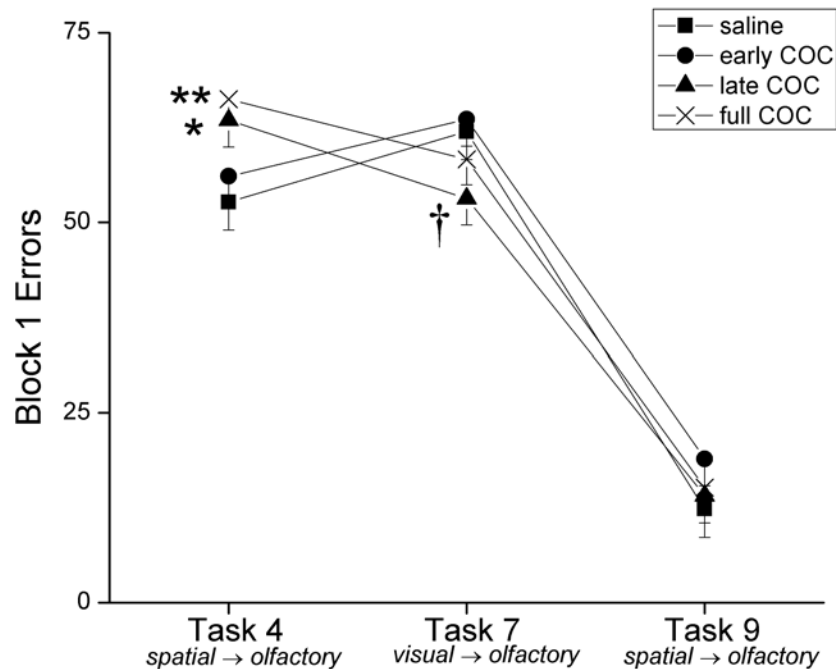 75
50
25
0
Block 1 Errors
saline
early COC
late COC
full COC
**
*
†
Task 4
spatial → olfactory
Task 7
visual → olfactory
Task 9
spatial → olfactory